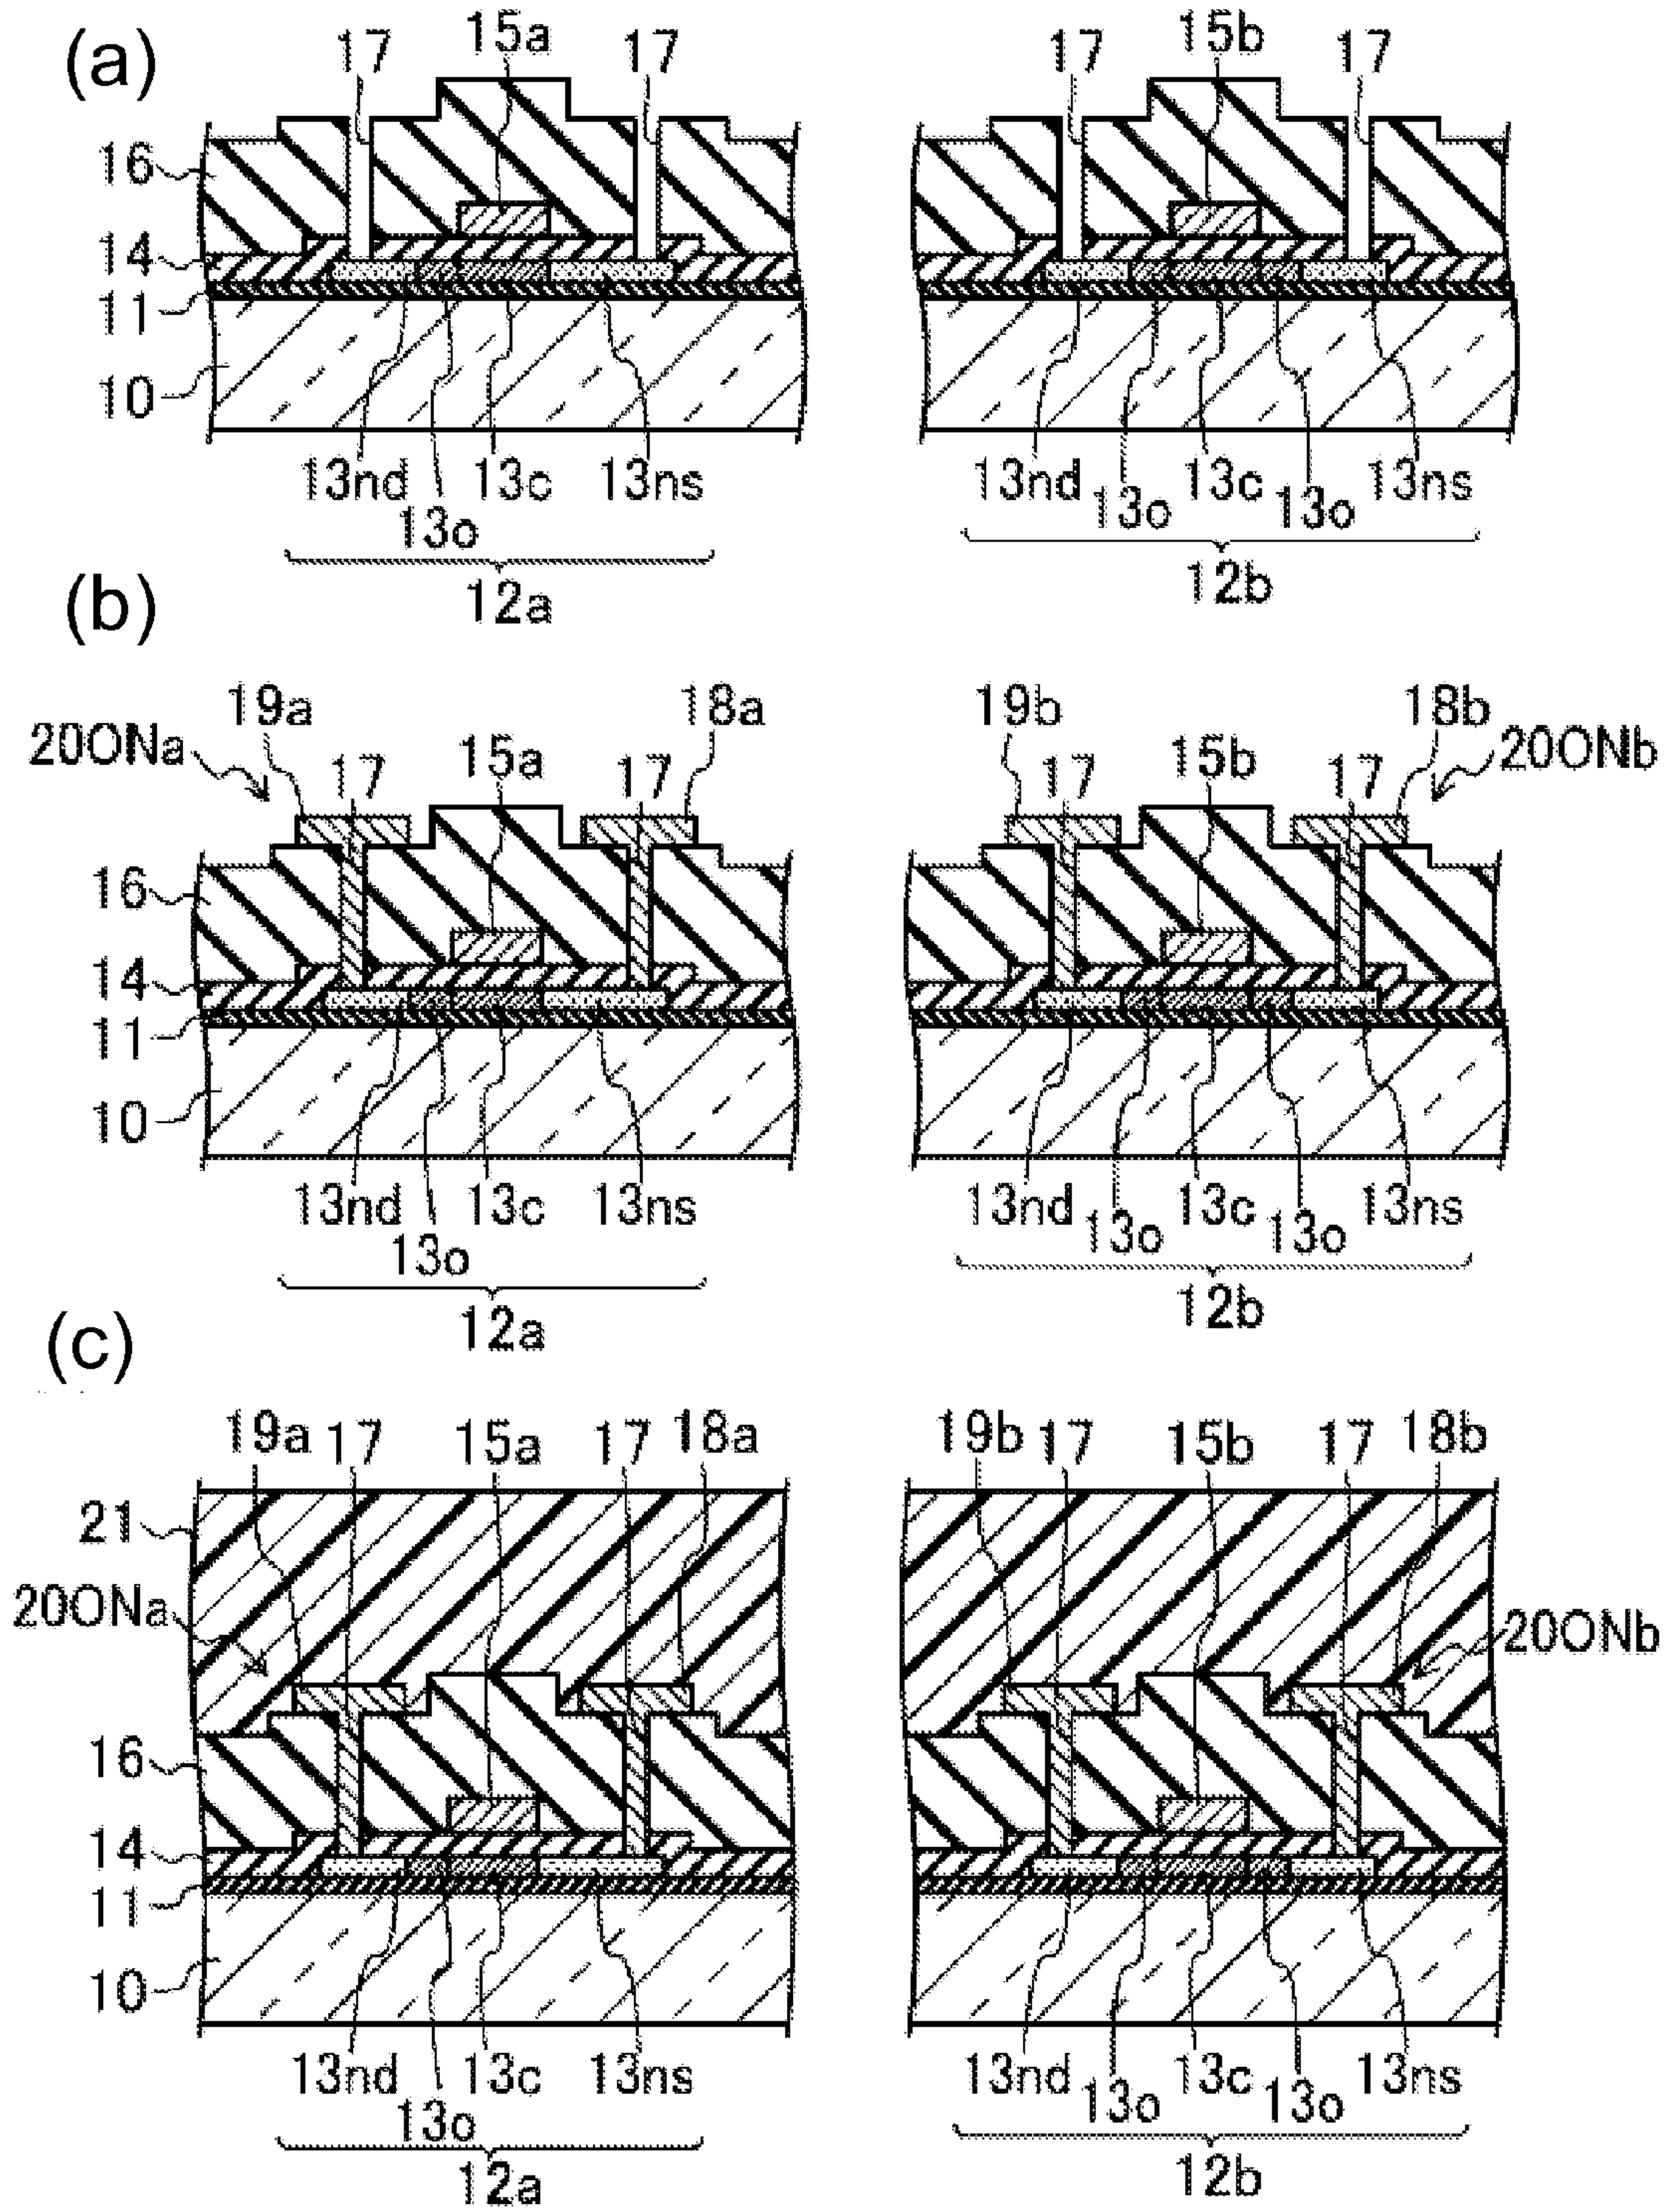 (a)
17 15a 17 17 15b 17
16
14
11
10
13nd 13c 13ns 13nd 13c 13ns
13o 13o 13o
12a 12b
(b)
19a 18a 19b 18b
20ONa 17 15a 17 17 15b 17 20ONb
16
14
11
10
13nd 13c 13ns 13nd 13c 13ns
13o 13o 13o
12a 12b
(c)
19a 17 15a 17 18a 19b 17 15b 17 18b
21
20ONa 20ONb
16
14
11
10
13nd 13c 13ns 13nd 13c 13ns
13o 13o 13o
12a 12b